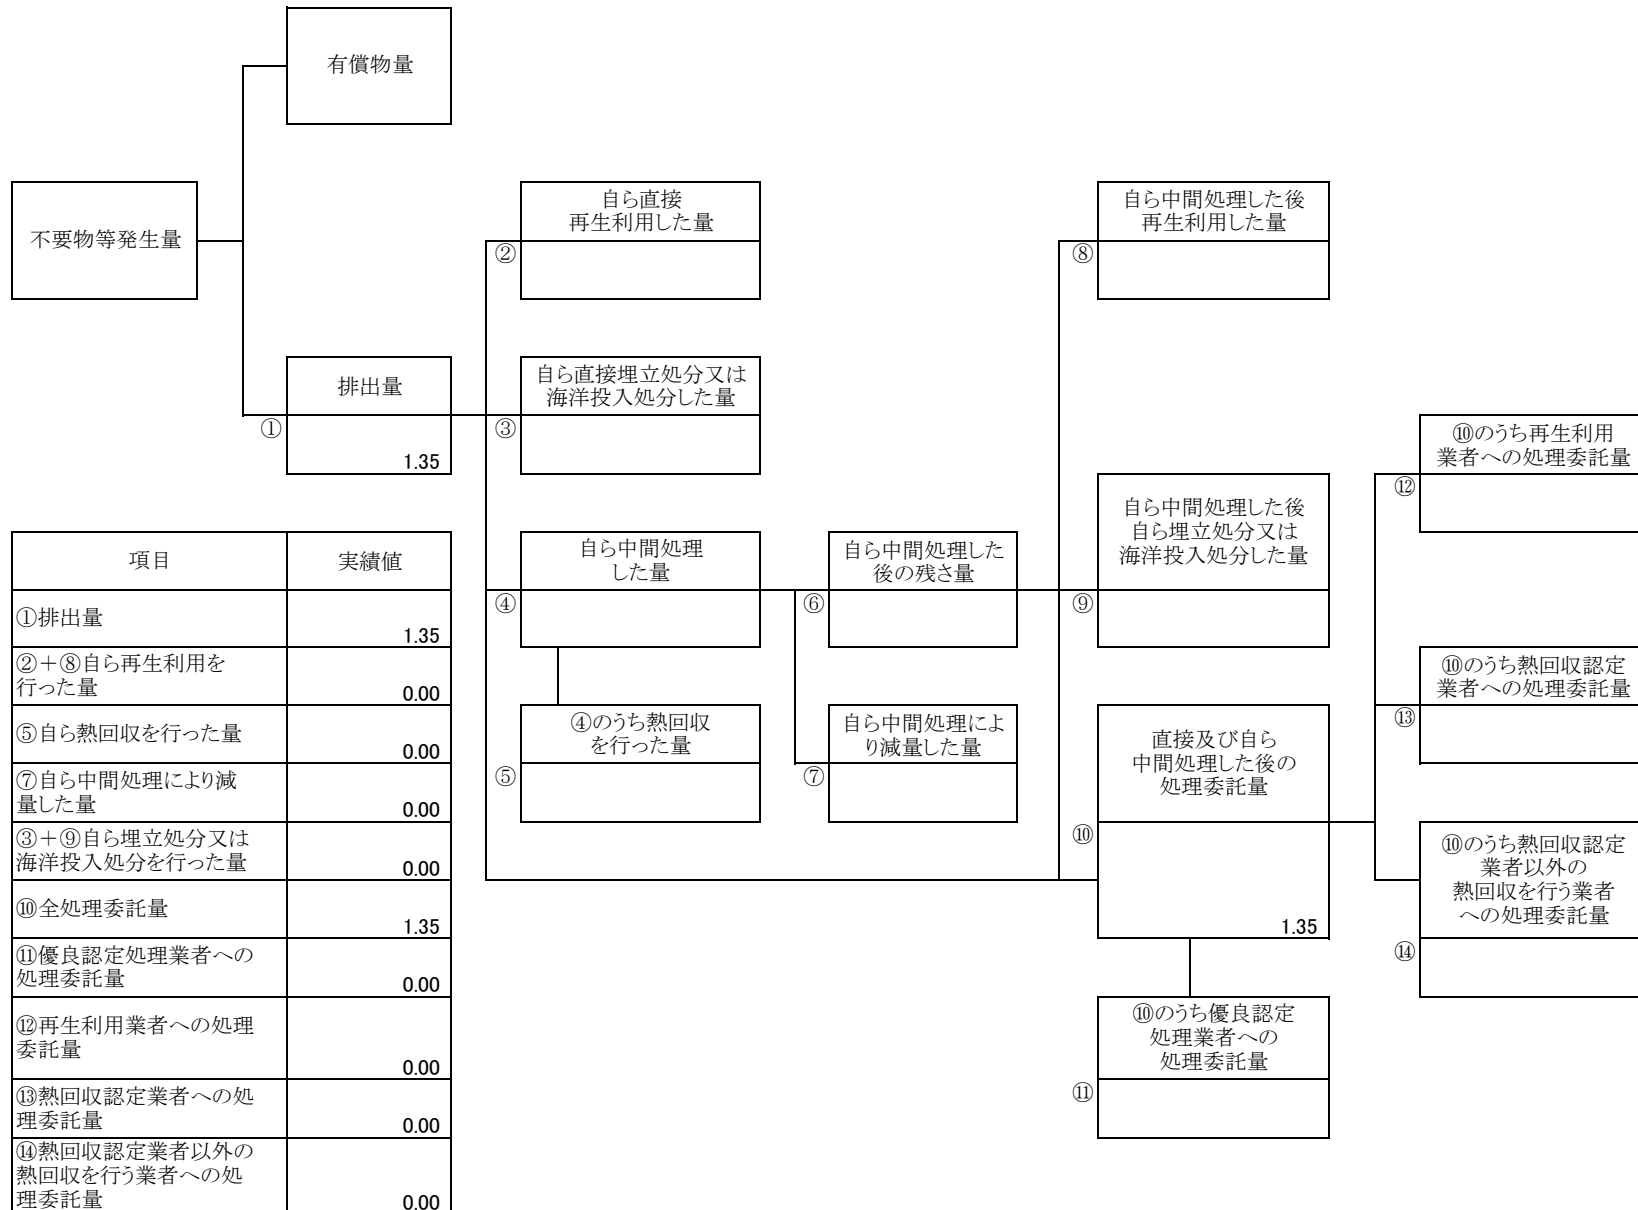 有償物量
不要物等発生量
自ら直接
再生利用した量
②
自ら中間処理した後
再生利用した量
⑧
排出量
①
1.35
自ら直接埋立処分又は
海洋投入処分した量
③
⑩のうち再生利用
業者への処理委託量
⑫
自ら中間処理した後
自ら埋立処分又は
海洋投入処分した量
⑨
自ら中間処理
した量
④
自ら中間処理した
後の残さ量
⑥
④のうち熱回収
を行った量
⑤
自ら中間処理によ
り減量した量
⑦
直接及び自ら
中間処理した後の
処理委託量
⑩
1.35
⑩のうち熱回収認定
業者への処理委託量
⑬
⑩のうち熱回収認定
業者以外の
熱回収を行う業者
への処理委託量
⑭
⑩のうち優良認定
処理業者への
処理委託量
⑪
項目 実績値
①排出量
1.35
②＋⑧自ら再生利用を
行った量
0.00
⑤自ら熱回収を行った量
0.00
⑦自ら中間処理により減
量した量
0.00
③＋⑨自ら埋立処分又は
海洋投入処分を行った量
0.00
⑩全処理委託量
1.35
⑪優良認定処理業者への
処理委託量
0.00
⑫再生利用業者への処理
委託量
0.00
⑬熱回収認定業者への処
理委託量
0.00
⑭熱回収認定業者以外の
熱回収を行う業者への処
理委託量
0.00